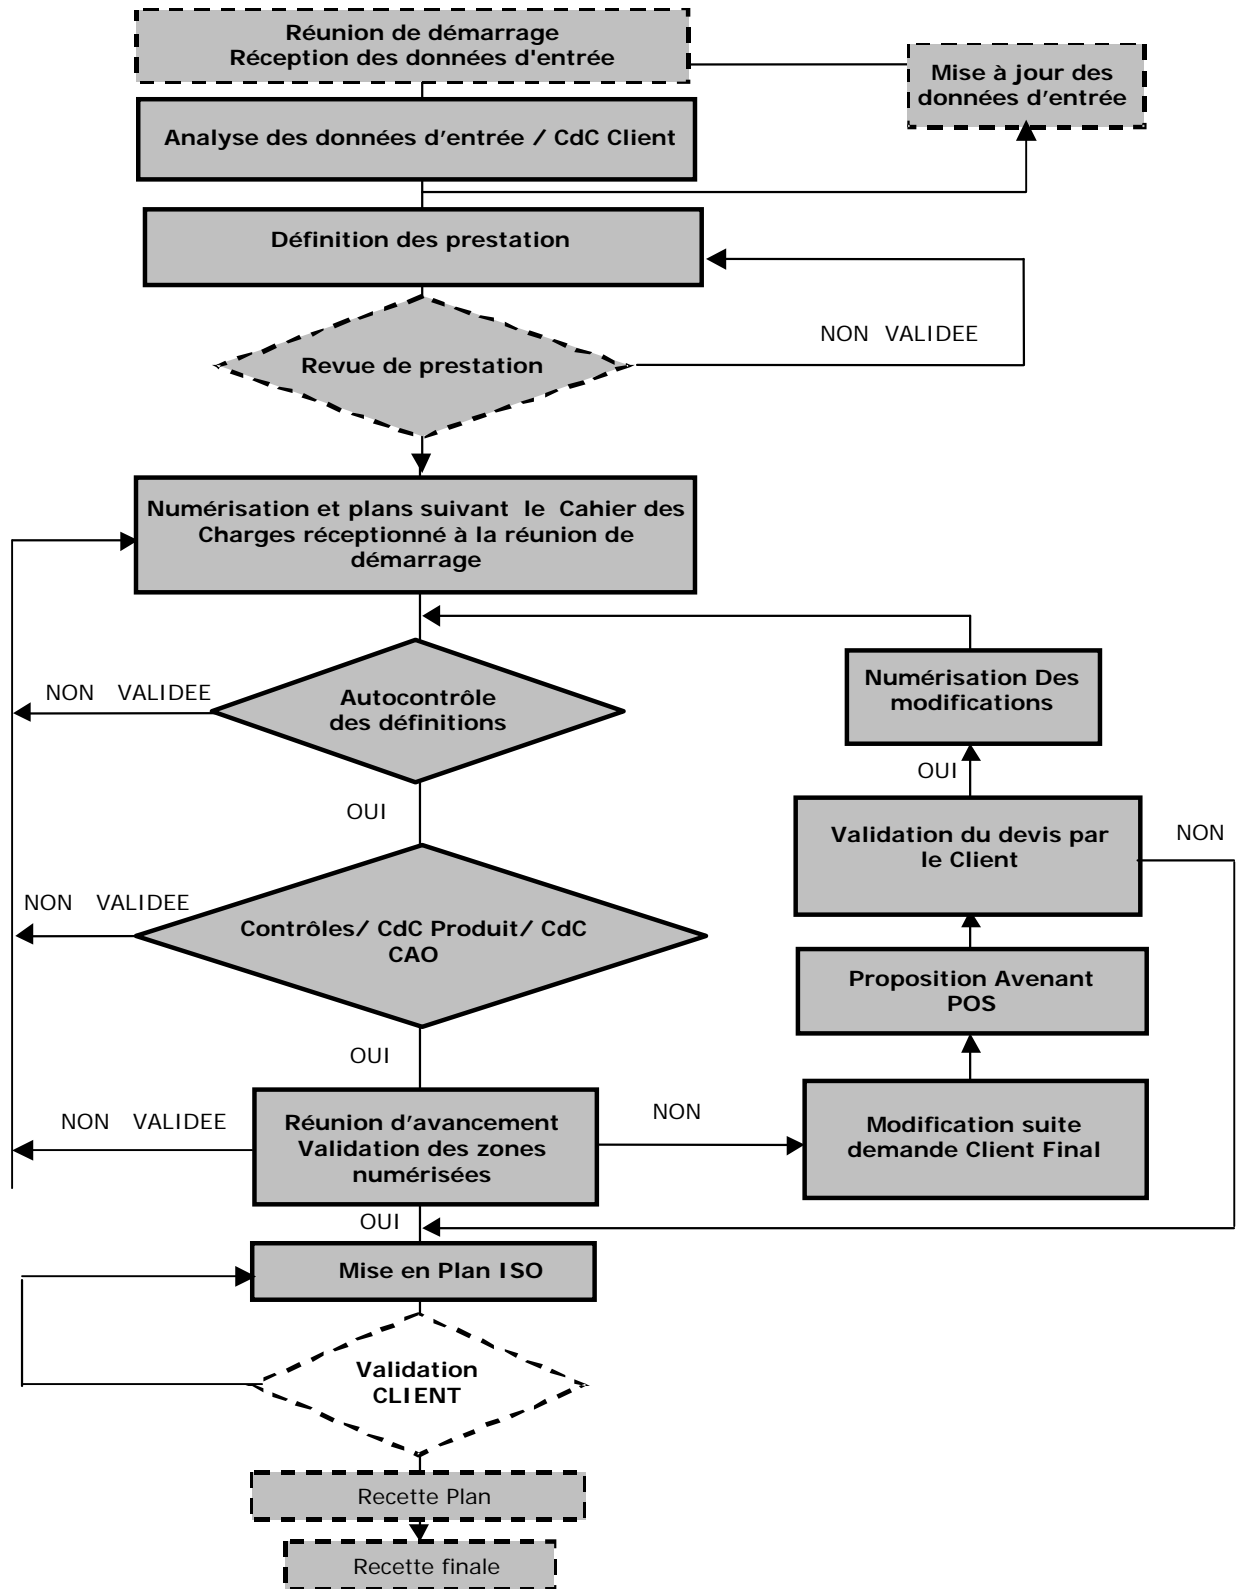 Réunion de démarrage
Réception des données d'entrée
Mise à jour des
données d'entrée
Analyse des données d'entrée / CdC Client
Définition des prestation
NON VALIDEE
Revue de prestation
Numérisation et plans suivant le Cahier des
Charges réceptionné à la réunion de
démarrage
Numérisation Des
modifications
NON VALIDEE
Autocontrôle
des définitions
OUI
OUI
Validation du devis par
le Client
NON
NON VALIDEE
Contrôles/ CdC Produit/ CdC
CAO
Proposition Avenant
POS
OUI
NON VALIDEE
Réunion d'avancement
Validation des zones
numérisées
NON
Modification suite
demande Client Final
OUI
Mise en Plan ISO
Validation
CLIENT
Recette Plan
Recette finale